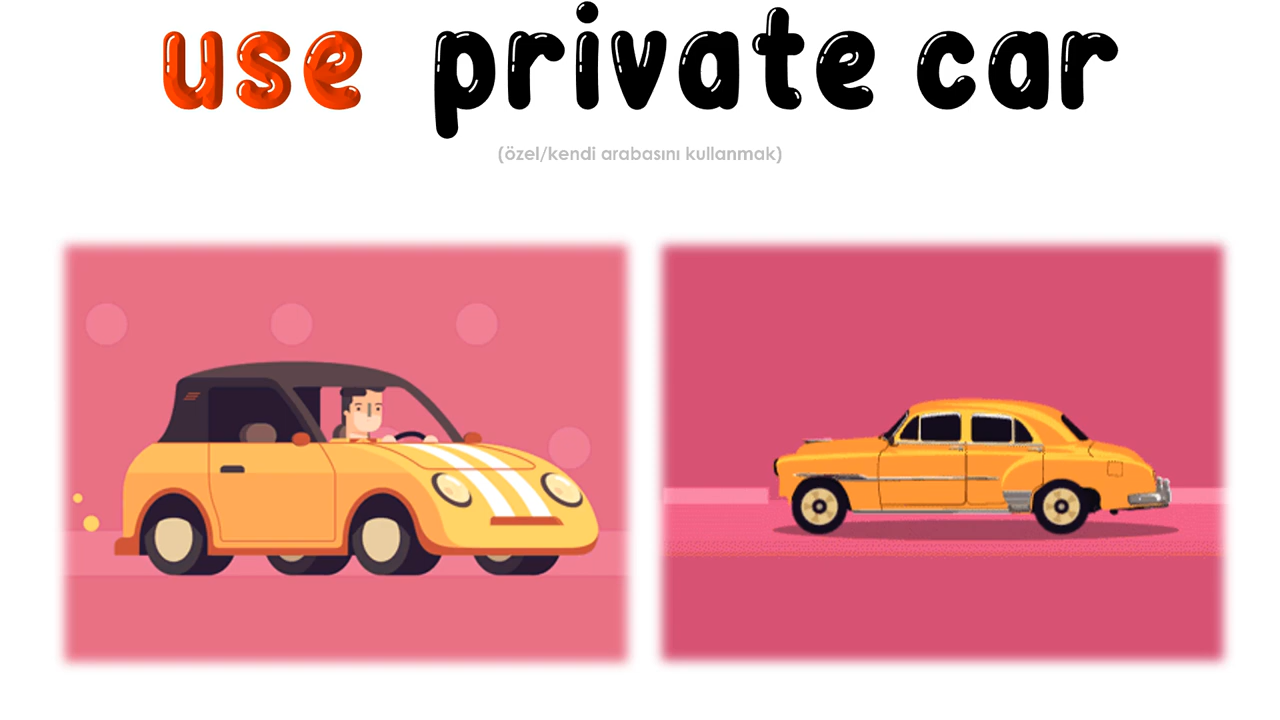 use private car
(özel/kendi arabasını kullanmak)